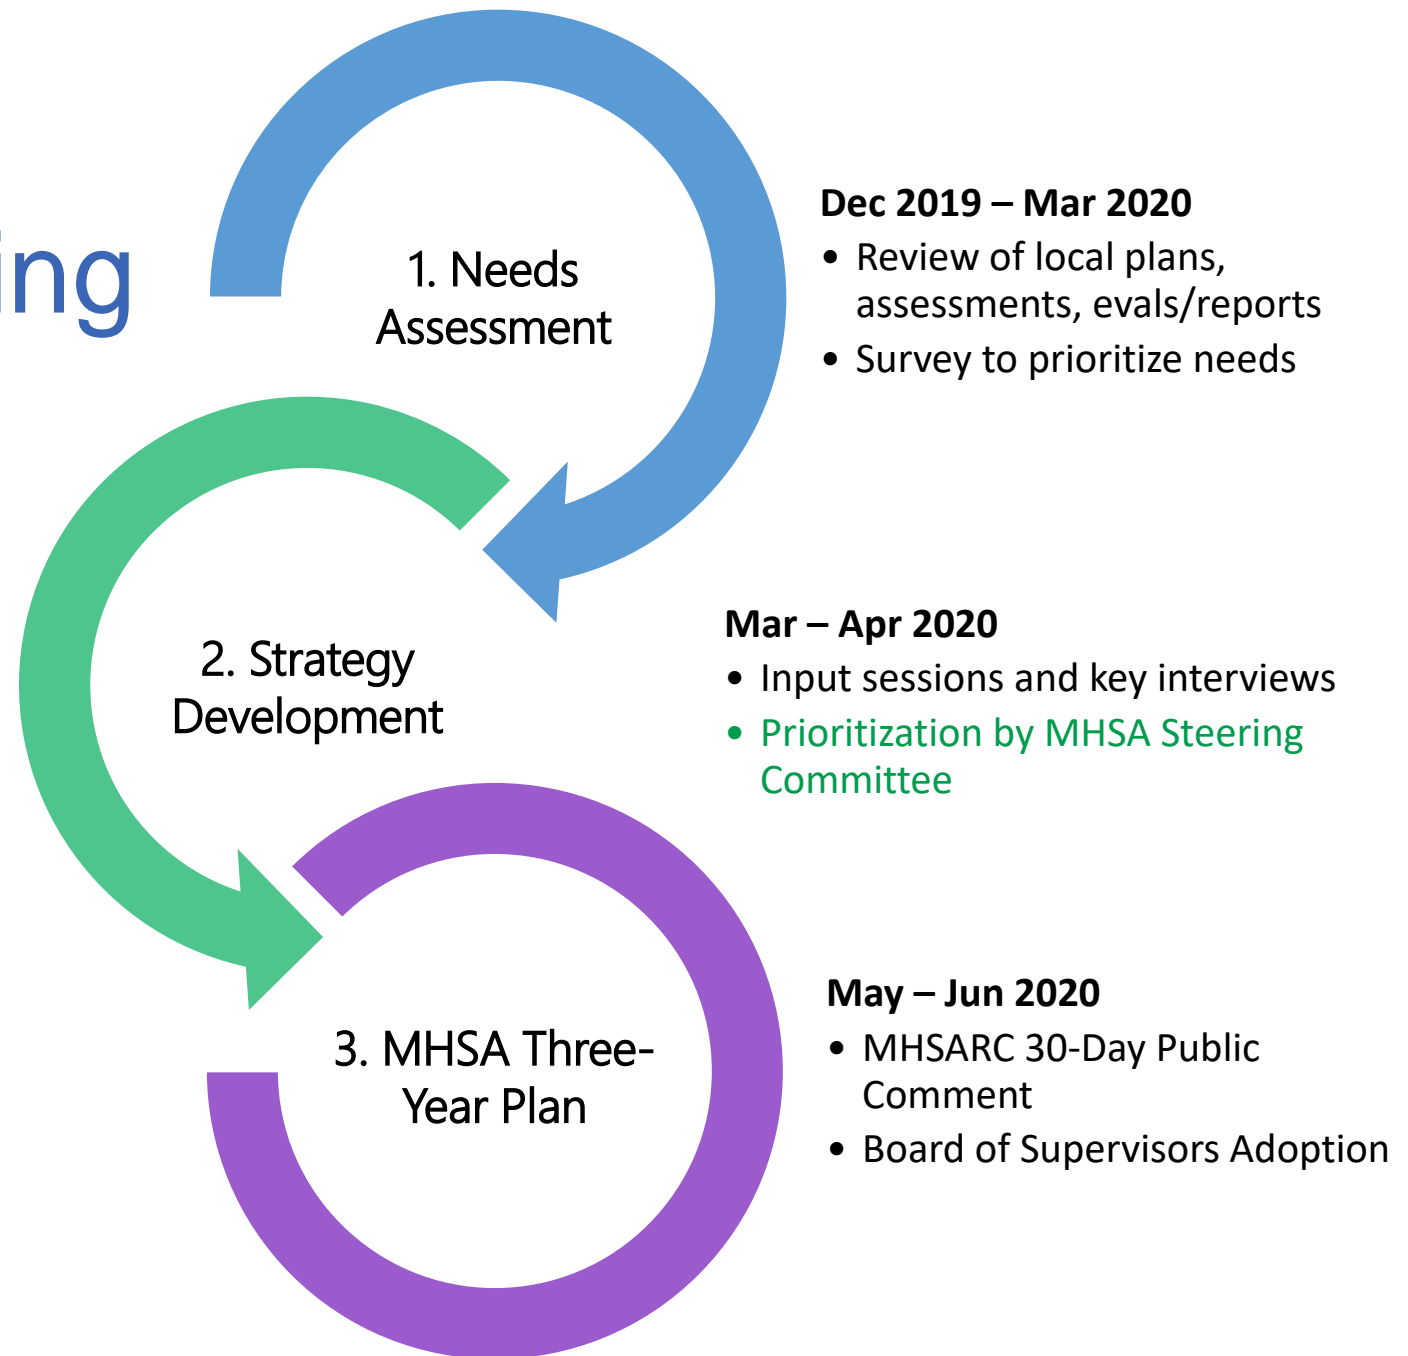 ing
1. Needs
Assessment
Dec 2019 – Mar 2020
• Review of local plans,
assessments, evals/reports
• Survey to prioritize needs
2. Strategy
Development
Mar – Apr 2020
• Input sessions and key interviews
• Prioritization by MHSA Steering
Committee
3. MHSA Three-
Year Plan
May – Jun 2020
• MHSARC 30-Day Public
Comment
• Board of Supervisors Adoption